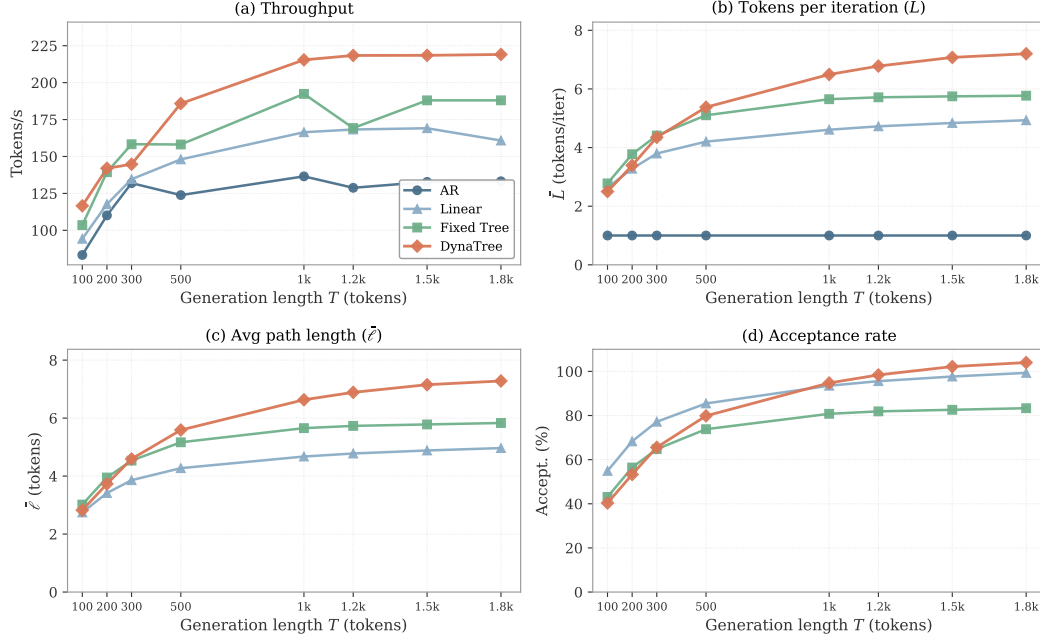 (a) Throughput
Tokens/s
225
200
175
150
125
100
100 200 300 500 1k 1.2k 1.5k 1.8k
Generation length T (tokens)
AR
Linear
Fixed Tree
DynaTree
(b) Tokens per iteration (L)
L̄ (tokens/iter)
8
6
4
2
0
100 200 300 500 1k 1.2k 1.5k 1.8k
Generation length T (tokens)
(c) Avg path length (ℓ̄)
ℓ̄ (tokens)
8
6
4
2
0
100 200 300 500 1k 1.2k 1.5k 1.8k
Generation length T (tokens)
(d) Acceptance rate
Accept. (%)
100
80
60
40
20
0
100 200 300 500 1k 1.2k 1.5k 1.8k
Generation length T (tokens)